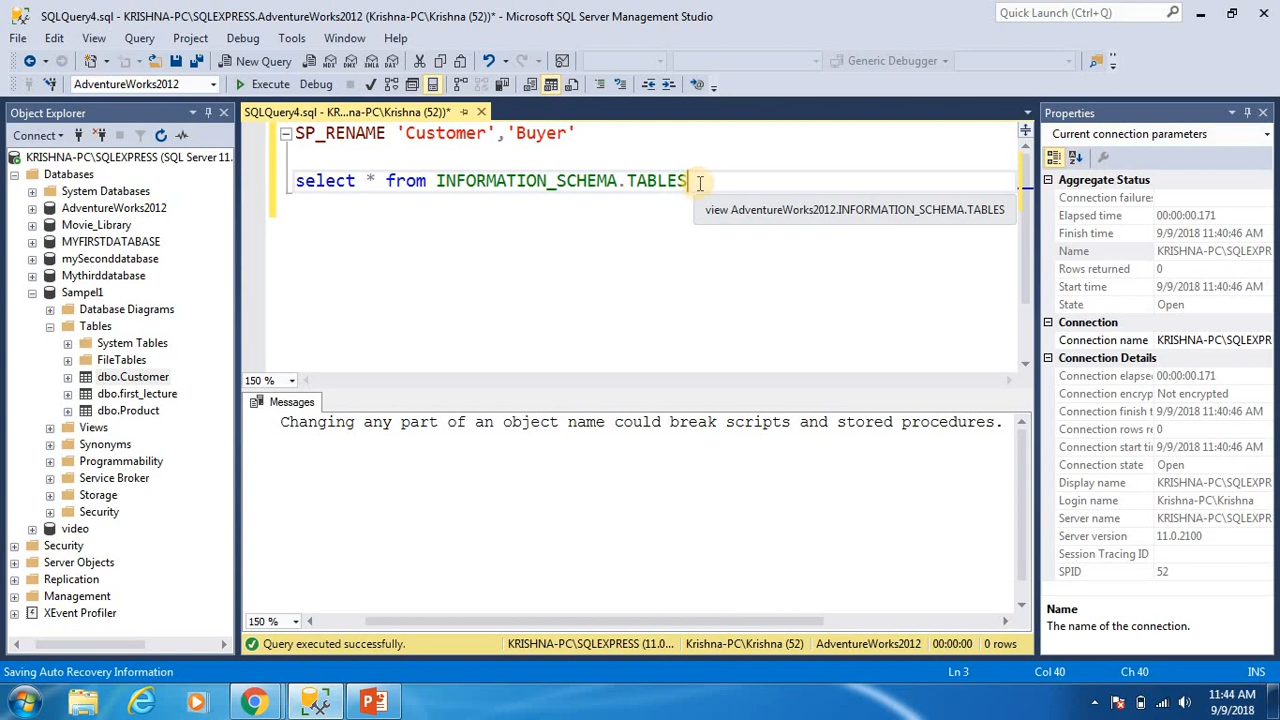 SQLQuery4.sql - KRISHNA-PC\SQLEXPRESS.AdventureWorks2012 (Krishna-PC\Krishna (52))* - Microsoft SQL Server Management Studio
Quick Launch (Ctrl+Q)
File Edit View Query Project Debug Tools Window Help
New Query
Generic Debugger
AdventureWorks2012
Execute Debug
Object Explorer
Connect
KRISHNA-PC\SQLEXPRESS (SQL Server 11.
Databases
System Databases
AdventureWorks2012
Movie_Library
MYFIRSTDATABASE
mySeconddatabase
Mythirddatabase
Sampel1
Database Diagrams
Tables
System Tables
FileTables
dbo.Customer
dbo.first_lecture
dbo.Product
Views
Synonyms
Programmability
Service Broker
Storage
Security
video
Security
Server Objects
Replication
Management
XEvent Profiler
SQLQuery4.sql - KR...na-PC\Krishna (52))*
SP_RENAME 'Customer','Buyer'
select * from INFORMATION_SCHEMA.TABLES
view AdventureWorks2012.INFORMATION_SCHEMA.TABLES
150 %
Messages
Changing any part of an object name could break scripts and stored procedures.
150 %
Query executed successfully.
KRISHNA-PC\SQLEXPRESS (11.0... Krishna-PC\Krishna (52) AdventureWorks2012 00:00:00 0 rows
Properties
Current connection parameters
Aggregate Status
Connection failures
Elapsed time 00:00:00.171
Finish time 9/9/2018 11:40:46 AM
Name KRISHNA-PC\SQLEXPR
Rows returned 0
Start time 9/9/2018 11:40:46 AM
State Open
Connection
Connection name KRISHNA-PC\SQLEXPR
Connection Details
Connection elapse 00:00:00.171
Connection encryp Not encrypted
Connection finish t 9/9/2018 11:40:46 AM
Connection rows re 0
Connection start ti 9/9/2018 11:40:46 AM
Connection state Open
Display name KRISHNA-PC\SQLEXPR
Login name Krishna-PC\Krishna
Server name KRISHNA-PC\SQLEXPR
Server version 11.0.2100
Session Tracing ID
SPID 52
Name
The name of the connection.
Saving Auto Recovery Information
Ln 3 Col 40 Ch 40 INS
11:44 AM
9/9/2018